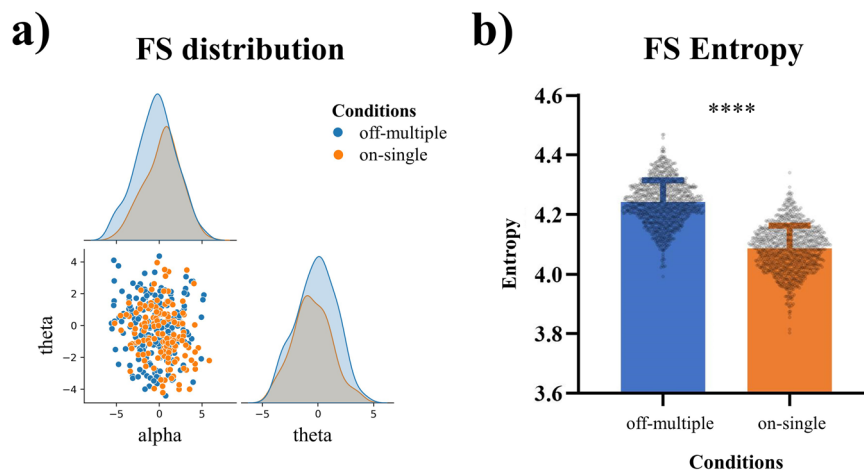 a)
FS distribution
Conditions
off-multiple
on-single
4
2
0
−2
−4
theta
−5
0
5
alpha
−5
0
5
theta
b)
FS Entropy
****
4.6
4.4
4.2
4.0
3.8
3.6
Entropy
off-multiple
on-single
Conditions